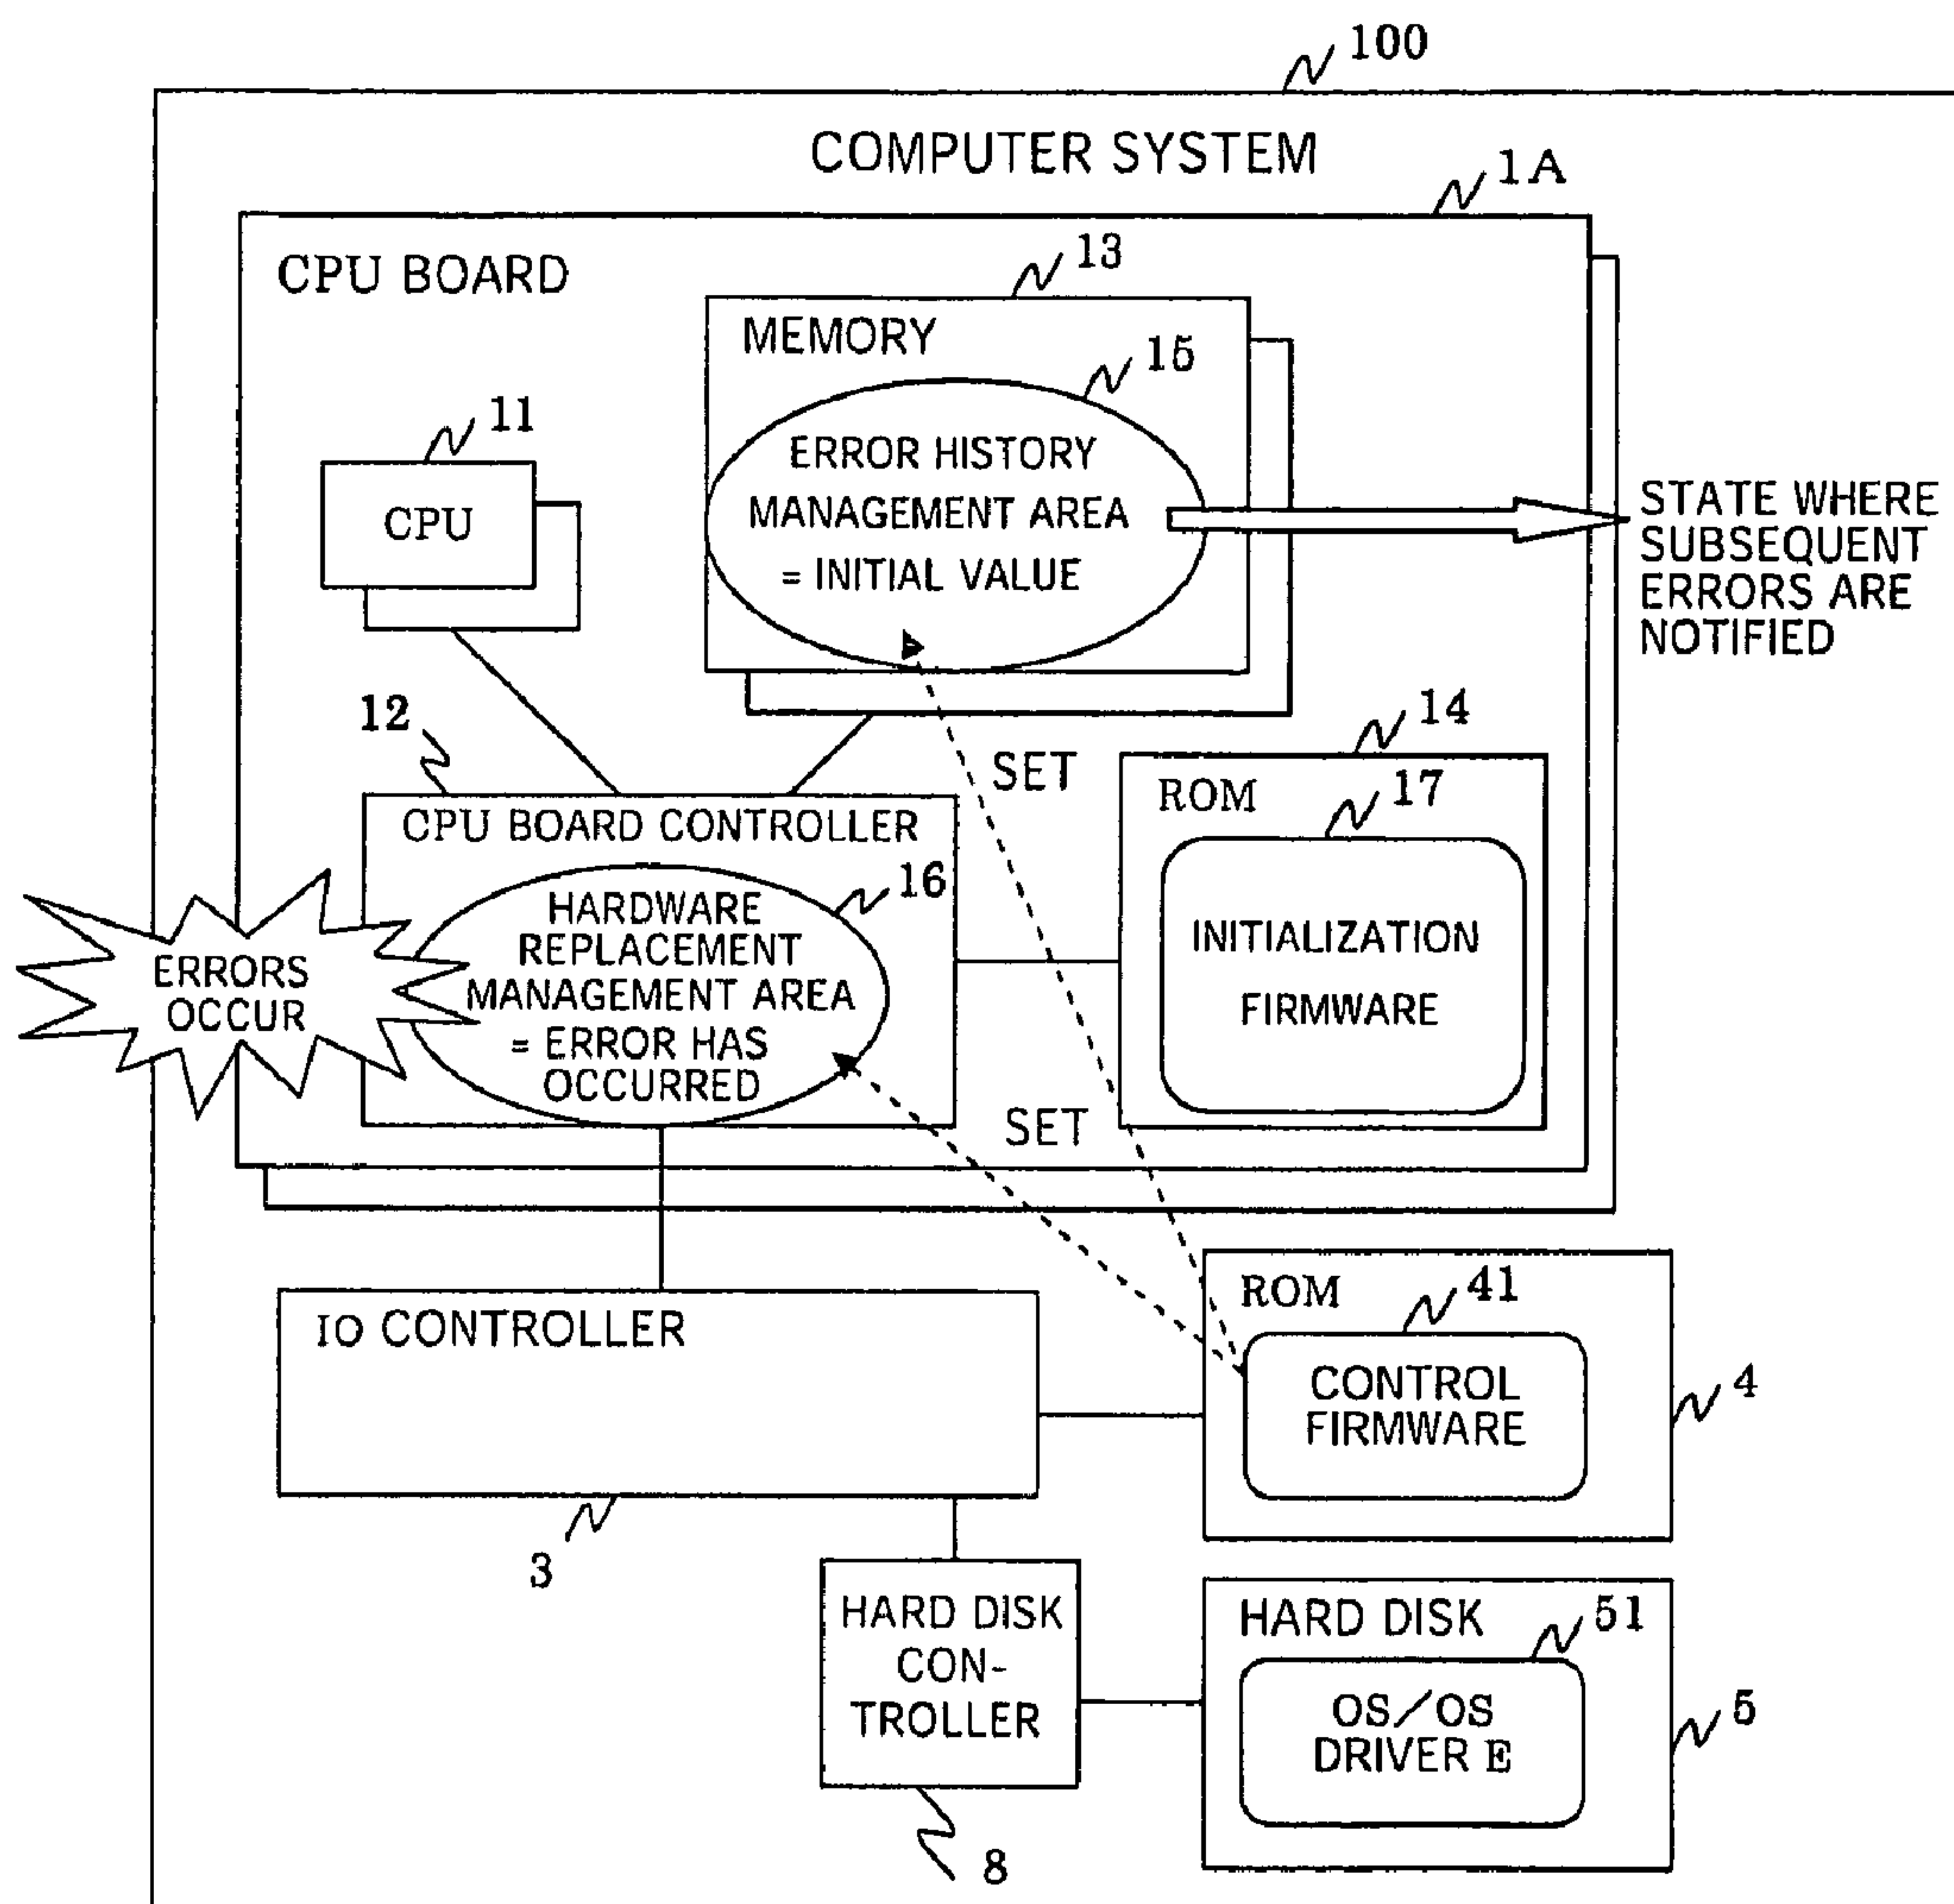 100
COMPUTER SYSTEM
1A
CPU BOARD
13
MEMORY
15
11
CPU
ERROR HISTORY
MANAGEMENT AREA
= INITIAL VALUE
STATE WHERE
SUBSEQUENT
ERRORS ARE
NOTIFIED
12
SET
14
ROM
17
CPU BOARD CONTROLLER
16
HARDWARE
REPLACEMENT
MANAGEMENT AREA
= ERROR HAS
OCCURRED
INITIALIZATION
FIRMWARE
ERRORS
OCCUR
SET
ROM
41
IO CONTROLLER
CONTROL
FIRMWARE
4
3
HARD DISK
CON-
TROLLER
HARD DISK
51
OS/OS
DRIVER E
5
8